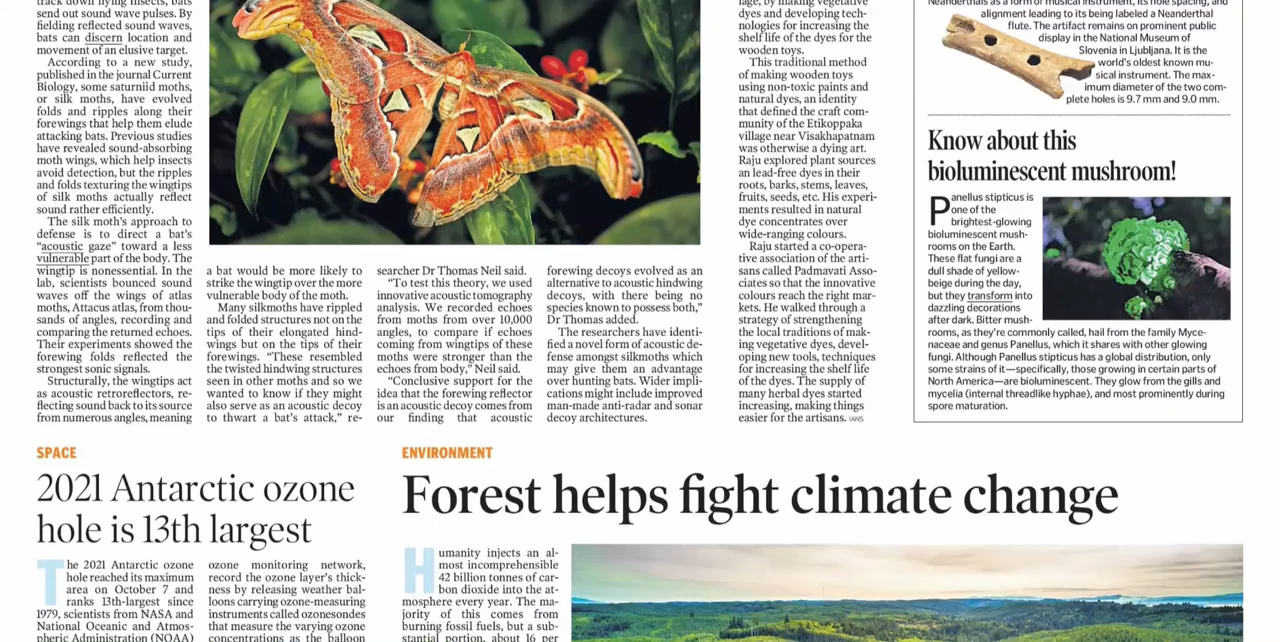 track down flying insects, bats
send out sound wave pulses. By
fielding reflected sound waves,
bats can discern location and
movement of an elusive target.
According to a new study,
published in the journal Current
Biology, some saturniid moths,
or silk moths, have evolved
folds and ripples along their
forewings that help them elude
attacking bats. Previous studies
have revealed sound-absorbing
moth wings, which help insects
avoid detection, but the ripples
and folds texturing the wingtips
of silk moths actually reflect
sound rather efficiently.
The silk moth's approach to
defense is to direct a bat's
"acoustic gaze" toward a less
vulnerable part of the body. The
wingtip is nonessential. In the
lab, scientists bounced sound
waves off the wings of atlas
moths, Attacus atlas, from thou-
sands of angles, recording and
comparing the returned echoes.
Their experiments showed the
forewing folds reflected the
strongest sonic signals.
Structurally, the wingtips act
as acoustic retroreflectors, re-
flecting sound back to its source
from numerous angles, meaning
a bat would be more likely to
strike the wingtip over the more
vulnerable body of the moth.
Many silkmoths have rippled
and folded structures not on the
tips of their elongated hind-
wings but on the tips of their
forewings. "These resembled
the twisted hindwing structures
seen in other moths and so we
wanted to know if they might
also serve as an acoustic decoy
to thwart a bat's attack," re-
searcher Dr Thomas Neil said.
"To test this theory, we used
innovative acoustic tomography
analysis. We recorded echoes
from moths from over 10,000
angles, to compare if echoes
coming from wingtips of these
moths were stronger than the
echoes from body," Neil said.
"Conclusive support for the
idea that the forewing reflector
is an acoustic decoy comes from
our finding that acoustic
forewing decoys evolved as an
alternative to acoustic hindwing
decoys, with there being no
species known to possess both,"
Dr Thomas added.
The researchers have identi-
fied a novel form of acoustic de-
fense amongst silkmoths which
may give them an advantage
over hunting bats. Wider impli-
cations might include improved
man-made anti-radar and sonar
decoy architectures.
lage, by making vegetative
dyes and developing tech-
nologies for increasing the
shelf life of the dyes for the
wooden toys.
This traditional method
of making wooden toys
using non-toxic paints and
natural dyes, an identity
that defined the craft com-
munity of the Etikoppaka
village near Visakhapatnam
was otherwise a dying art.
Raju explored plant sources
an lead-free dyes in their
roots, barks, stems, leaves,
fruits, seeds, etc. His experi-
ments resulted in natural
dye concentrates over
wide-ranging colours.
Raju started a co-opera-
tive association of the arti-
sans called Padmavati Asso-
ciates so that the innovative
colours reach the right mar-
kets. He walked through a
strategy of strengthening
the local traditions of mak-
ing vegetative dyes, devel-
oping new tools, techniques
for increasing the shelf life
of the dyes. The supply of
many herbal dyes started
increasing, making things
easier for the artisans. IANS
Neanderthals as a form of musical instrument, its hole spacing, and
alignment leading to its being labeled a Neanderthal
flute. The artifact remains on prominent public
display in the National Museum of
Slovenia in Ljubljana. It is the
world's oldest known mu-
sical instrument. The max-
imum diameter of the two com-
plete holes is 9.7 mm and 9.0 mm.
Know about this
bioluminescent mushroom!
Panellus stipticus is
one of the
brightest-glowing
bioluminescent mush-
rooms on the Earth.
These flat fungi are a
dull shade of yellow-
beige during the day,
but they transform into
dazzling decorations
after dark. Bitter mush-
rooms, as they're commonly called, hail from the family Myce-
naceae and genus Panellus, which it shares with other glowing
fungi. Although Panellus stipticus has a global distribution, only
some strains of it—specifically, those growing in certain parts of
North America—are bioluminescent. They glow from the gills and
mycelia (internal threadlike hyphae), and most prominently during
spore maturation.
SPACE
2021 Antarctic ozone
hole is 13th largest
The 2021 Antarctic ozone
hole reached its maximum
area on October 7 and
ranks 13th-largest since
1979, scientists from NASA and
National Oceanic and Atmos-
pheric Administration (NOAA)
ozone monitoring network,
record the ozone layer's thick-
ness by releasing weather bal-
loons carrying ozone-measuring
instruments called ozonesondes
that measure the varying ozone
concentrations as the balloon
ENVIRONMENT
Forest helps fight climate change
Humanity injects an al-
most incomprehensible
42 billion tonnes of car-
bon dioxide into the at-
mosphere every year. The ma-
jority of this comes from
burning fossil fuels, but a sub-
stantial portion, about 16 per